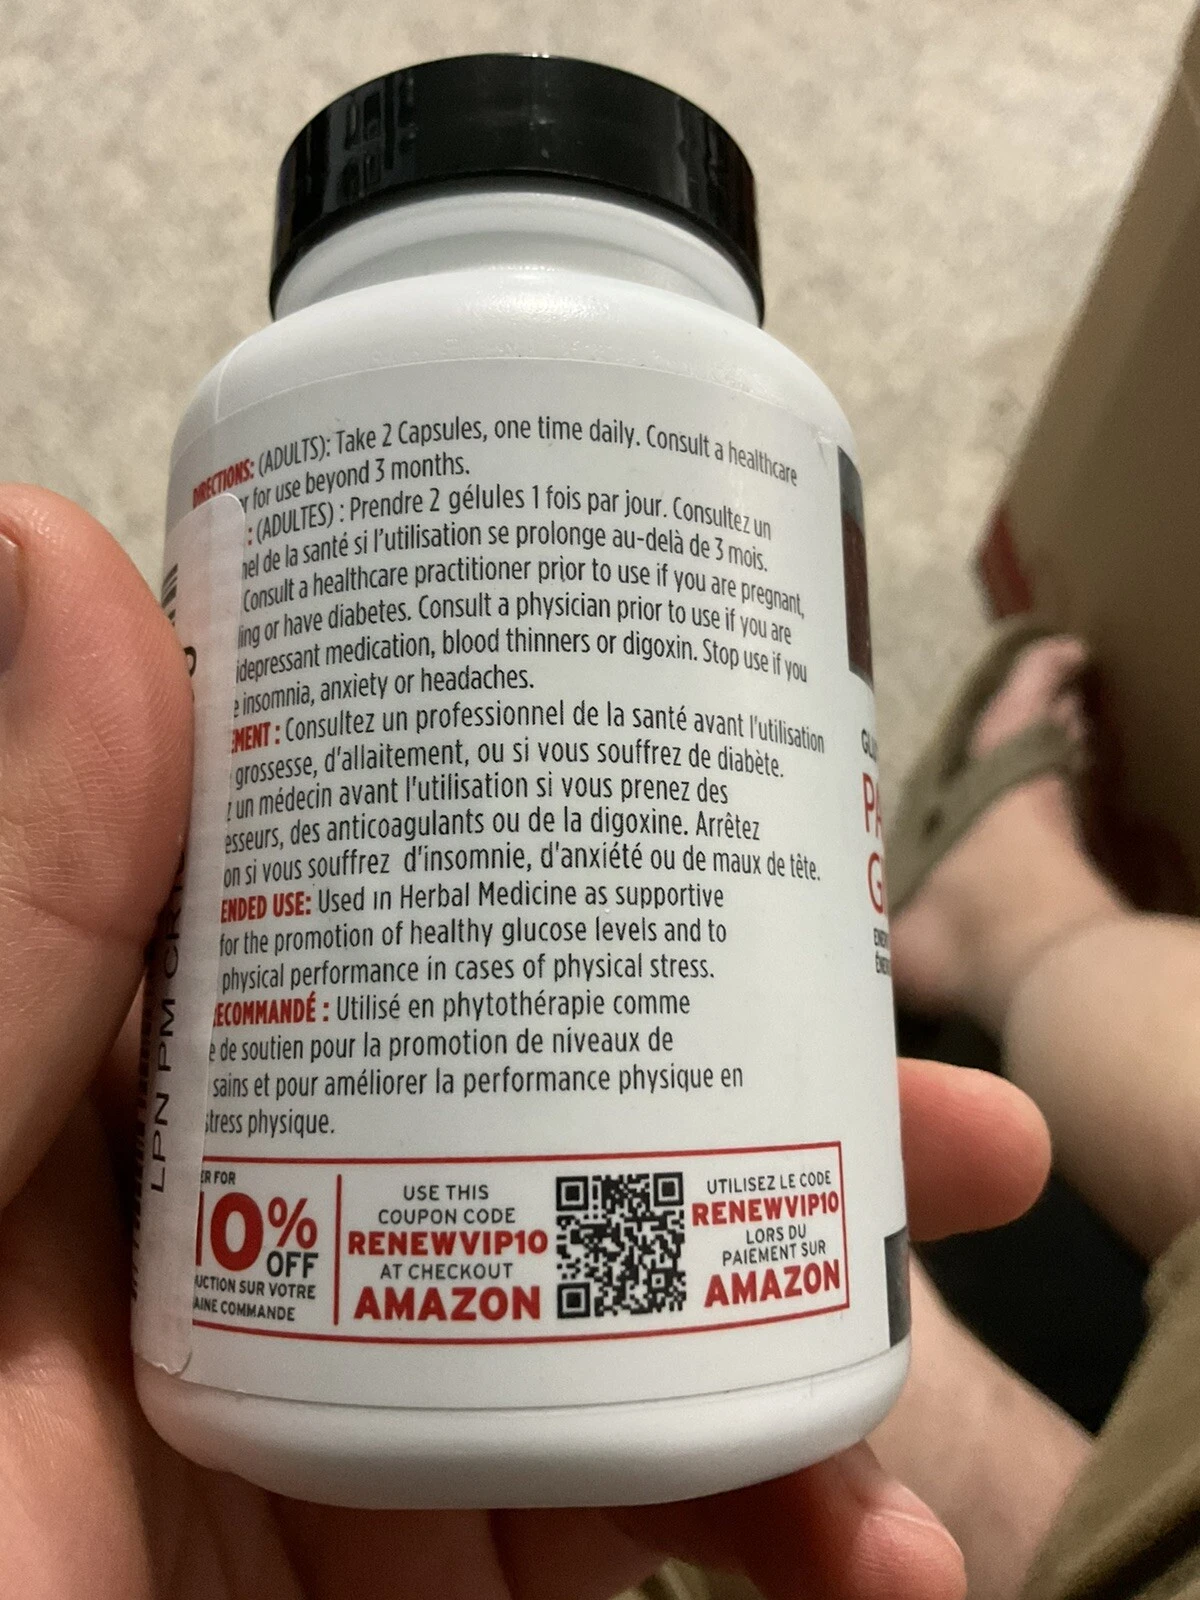 DIRECTIONS: (ADULTS): Take 2 Capsules, one time daily. Consult a healthcare
r for use beyond 3 months.
: (ADULTES) : Prendre 2 gélules 1 fois par jour. Consultez un
nel de la santé si l'utilisation se prolonge au-delà de 3 mois.
Consult a healthcare practitioner prior to use if you are pregnant,
ling or have diabetes. Consult a physician prior to use if you are
idepressant medication, blood thinners or digoxin. Stop use if you
e insomnia, anxiety or headaches.
EMENT : Consultez un professionnel de la santé avant l'utilisation
grossesse, d'allaitement, ou si vous souffrez de diabète.
z un médecin avant l'utilisation si vous prenez des
esseurs, des anticoagulants ou de la digoxine. Arrêtez
on si vous souffrez d'insomnie, d'anxiété ou de maux de tête.
ENDED USE: Used in Herbal Medicine as supportive
for the promotion of healthy glucose levels and to
physical performance in cases of physical stress.
RECOMMANDÉ : Utilisé en phytothérapie comme
e de soutien pour la promotion de niveaux de
sains et pour améliorer la performance physique en
stress physique.
ER FOR
10%
OFF
UCTION SUR VOTRE
AINE COMMANDE
USE THIS
COUPON CODE
RENEWVIP10
AT CHECKOUT
AMAZON
UTILISEZ LE CODE
RENEWVIP10
LORS DU
PAIEMENT SUR
AMAZON
LPN PM CR
GL
PA
G
ENER
ÉNER